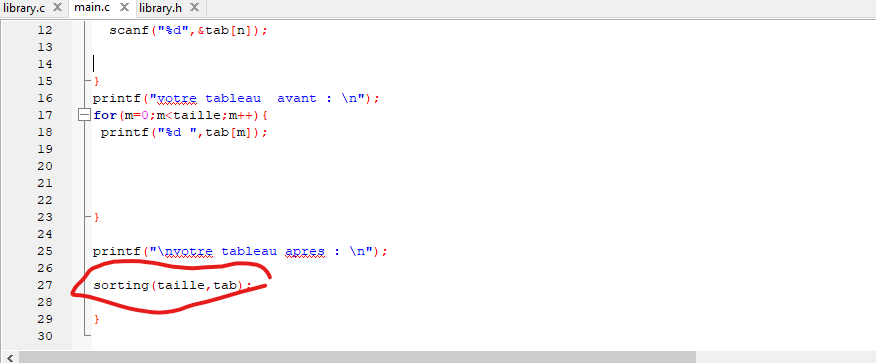 library.c main.c library.h
12 scanf("%d",&tab[n]);
13
14
15 }
16 printf("votre tableau  avant : \n");
17 for(m=0;m<taille;m++){
18 printf("%d ",tab[m]);
19
20
21
22
23 }
24
25 printf("\nvotre tableau apres : \n");
26
27 sorting(taille,tab);
28
29 }
30